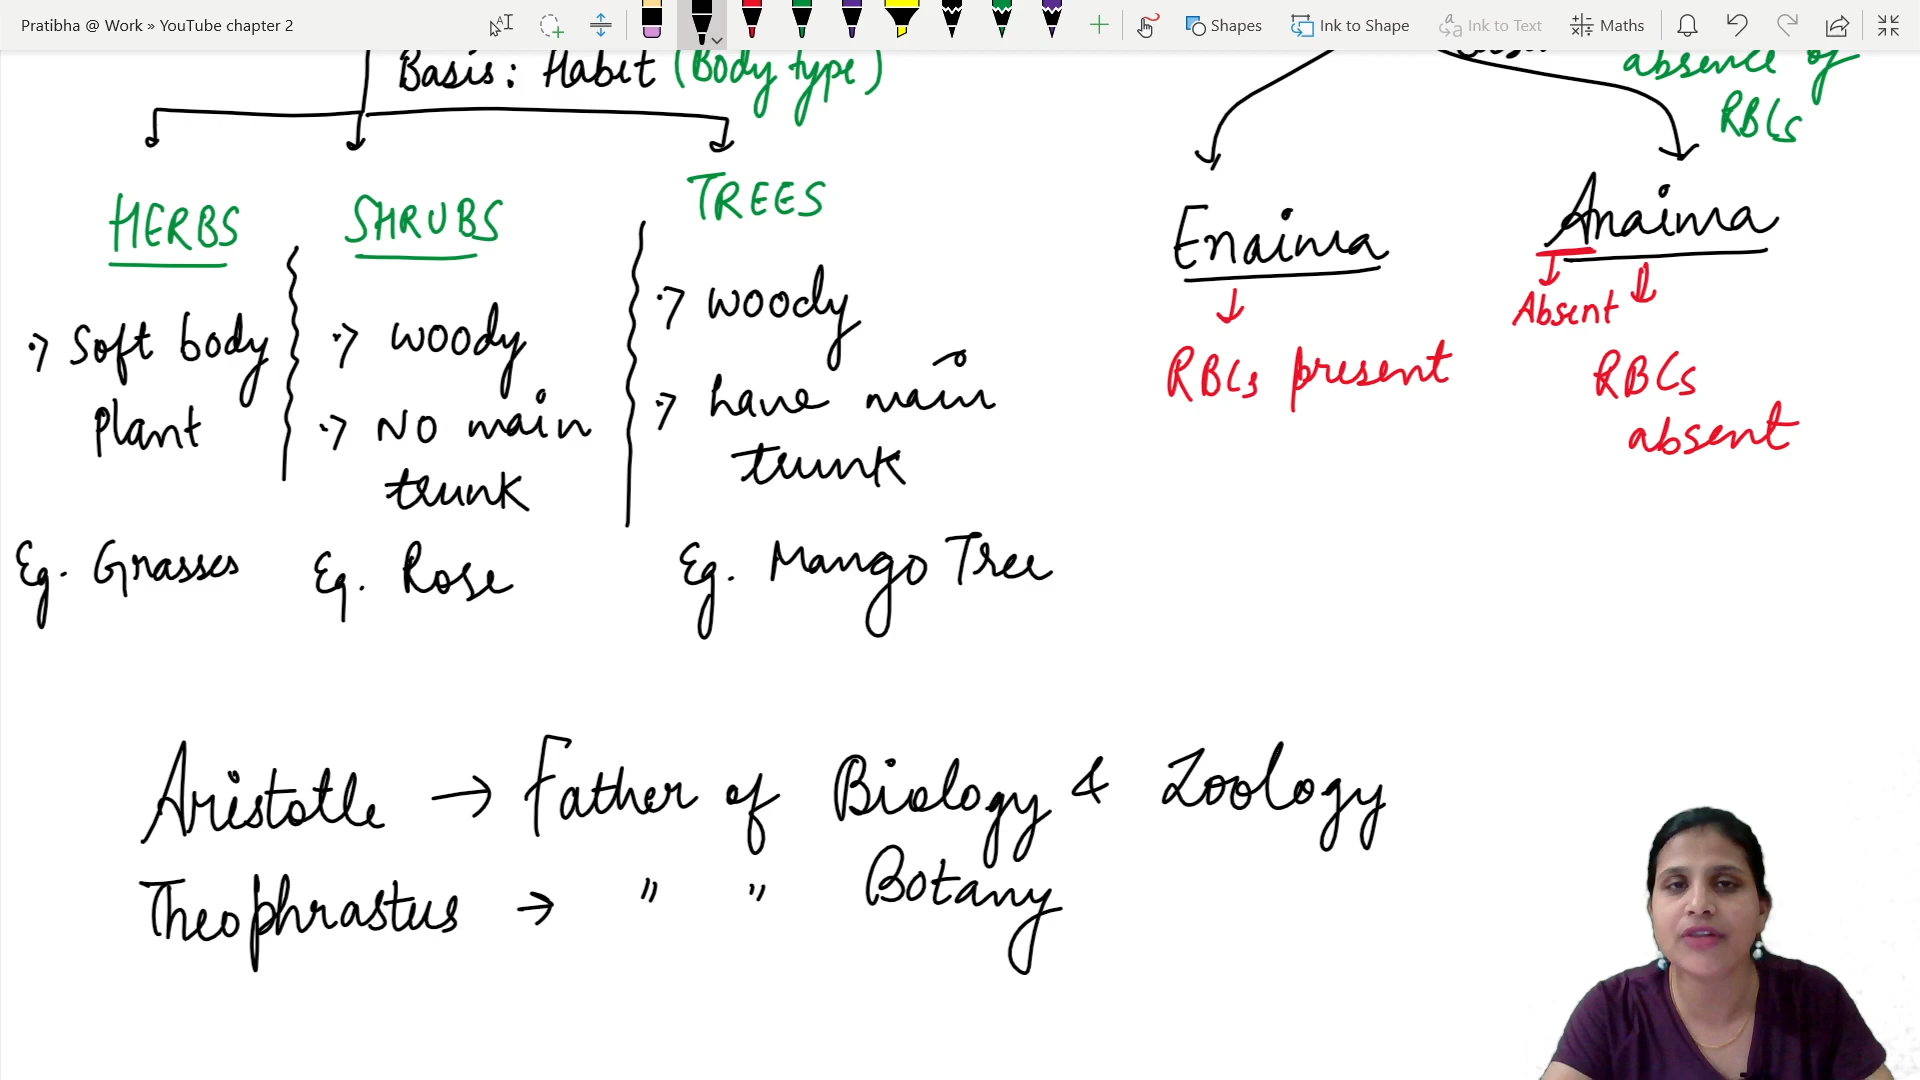 Pratibha @ Work » YouTube chapter 2
Shapes
Ink to Shape
Ink to Text
Maths
Basis: Habit (Body type)
absence of
RBCs
HERBS
SHRUBS
TREES
Soft body
Plant
Eg. Grasses
woody
No main
trunk
Eg. Rose
woody
have main
trunk
Eg. Mango Tree
Enaima
RBCs present
Anaima
Absent
RBCs
absent
Aristotle → Father of Biology & Zoology
Theophrastus → " " Botany